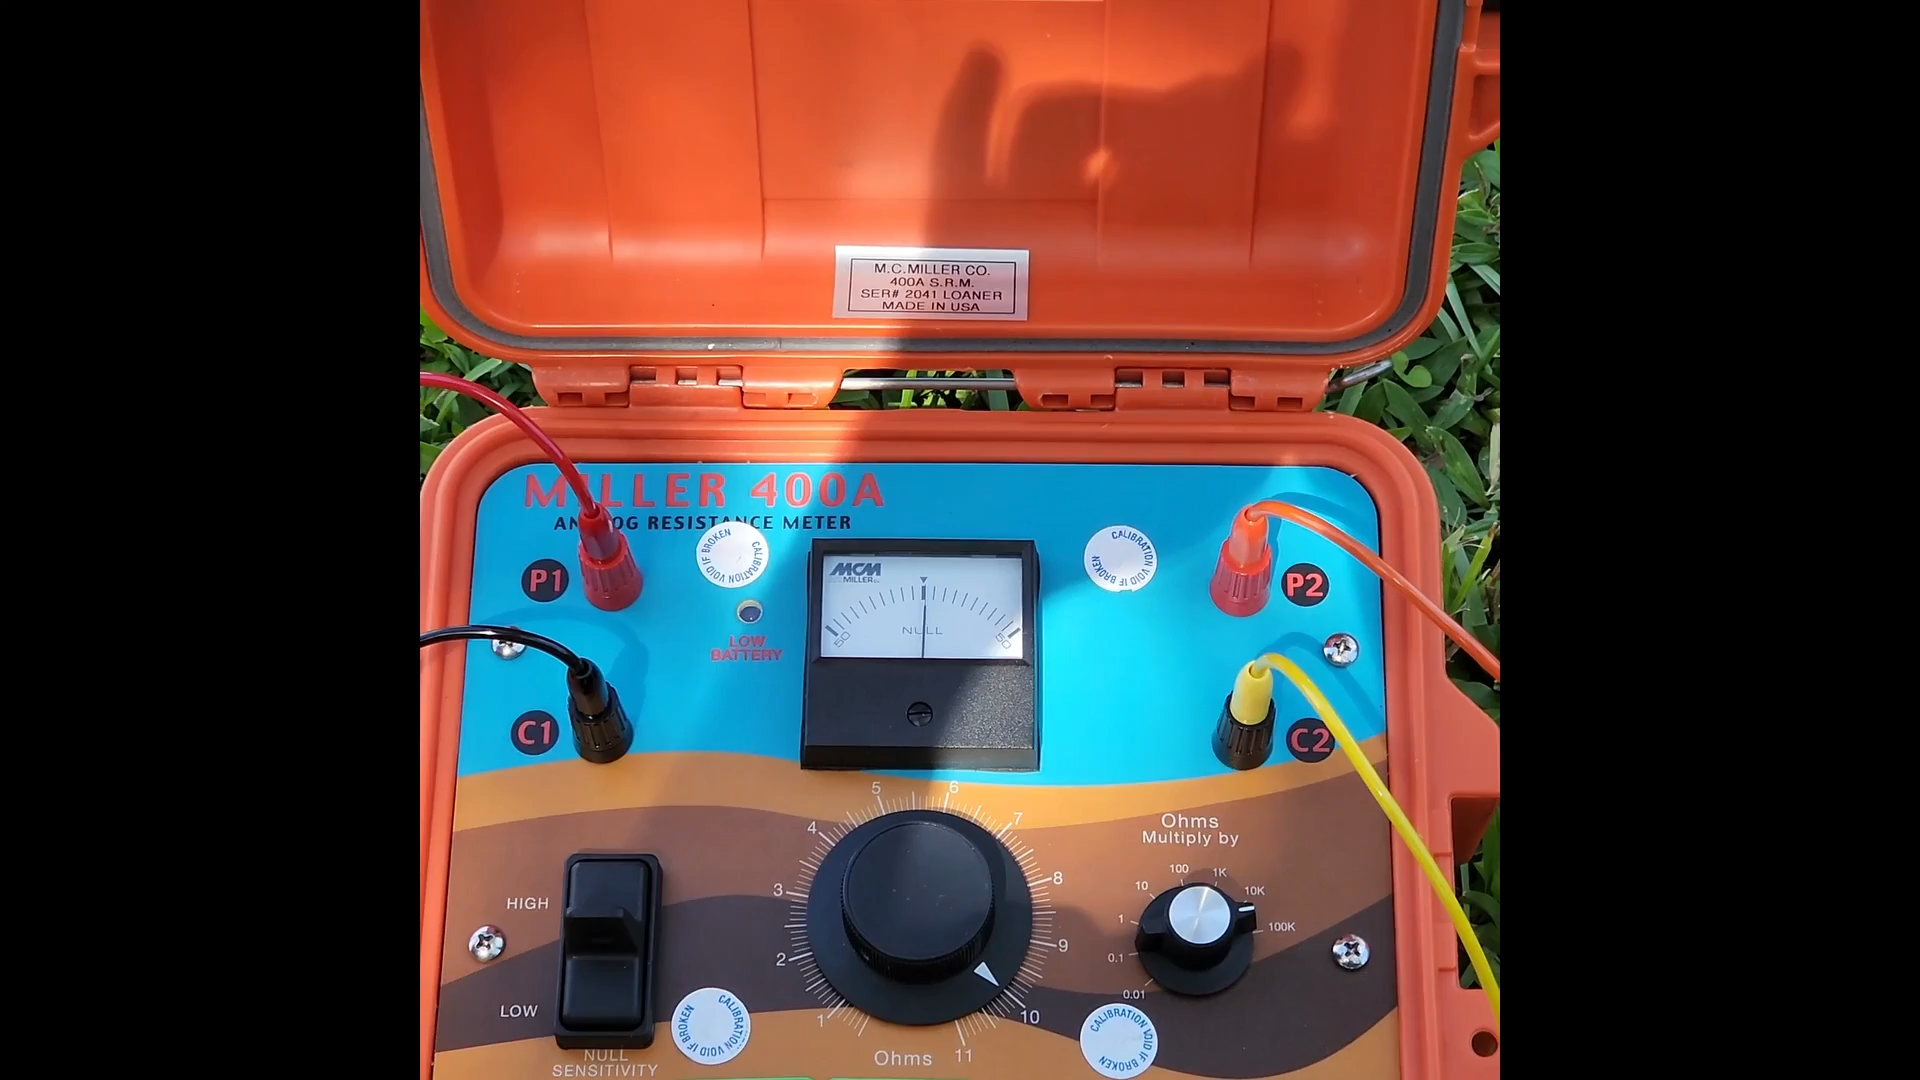 M.C.MILLER CO.
400A S.R.M.
SER# 2041 LOANER
MADE IN USA
MILLER 400A
ANALOG RESISTANCE METER
CALIBRATION VOID IF BROKEN
CALIBRATION VOID IF BROKEN
P1
P2
MCM
MILLER
50
NULL
50
LOW
BATTERY
C1
C2
5
6
4
7
3
8
2
9
1
10
11
Ohms
Ohms
Multiply by
0.01
0.1
1
10
100
1K
10K
100K
HIGH
LOW
NULL
SENSITIVITY
CALIBRATION VOID IF BROKEN
CALIBRATION VOID IF BROKEN